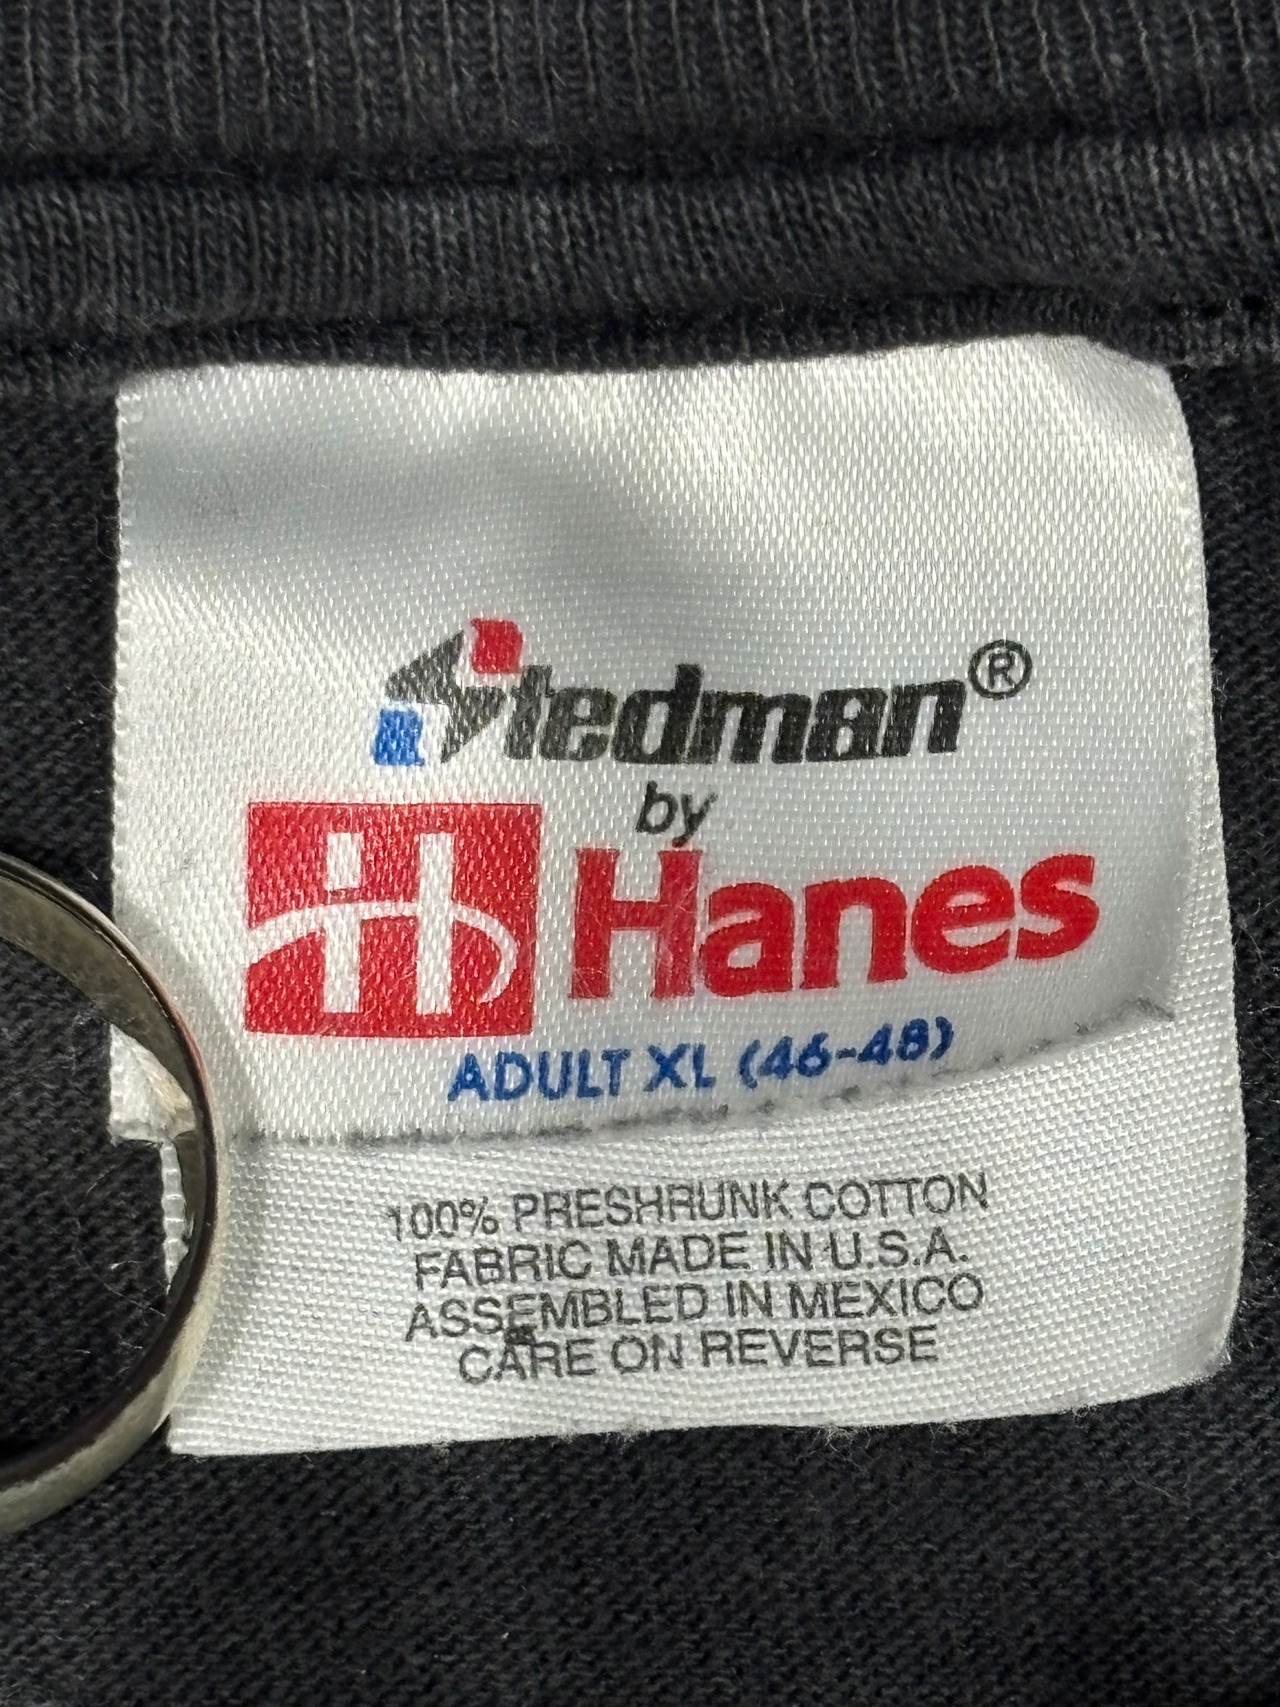 Stedman®
by
Hanes
ADULT XL (46-48)
100% PRESHRUNK COTTON
FABRIC MADE IN U.S.A.
ASSEMBLED IN MEXICO
CARE ON REVERSE